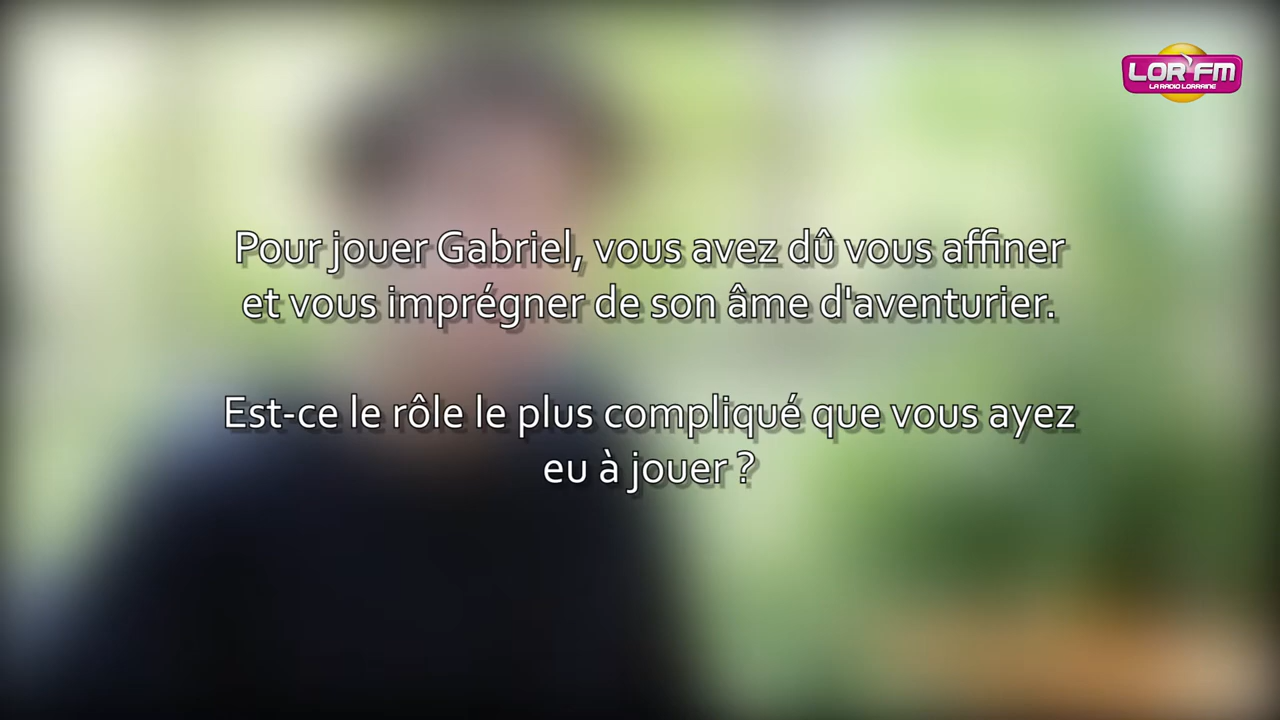 LOR'FM
LA RADIO LORRAINE
Pour jouer Gabriel, vous avez dû vous affiner
et vous imprégner de son âme d'aventurier.
Est-ce le rôle le plus compliqué que vous ayez
eu à jouer ?